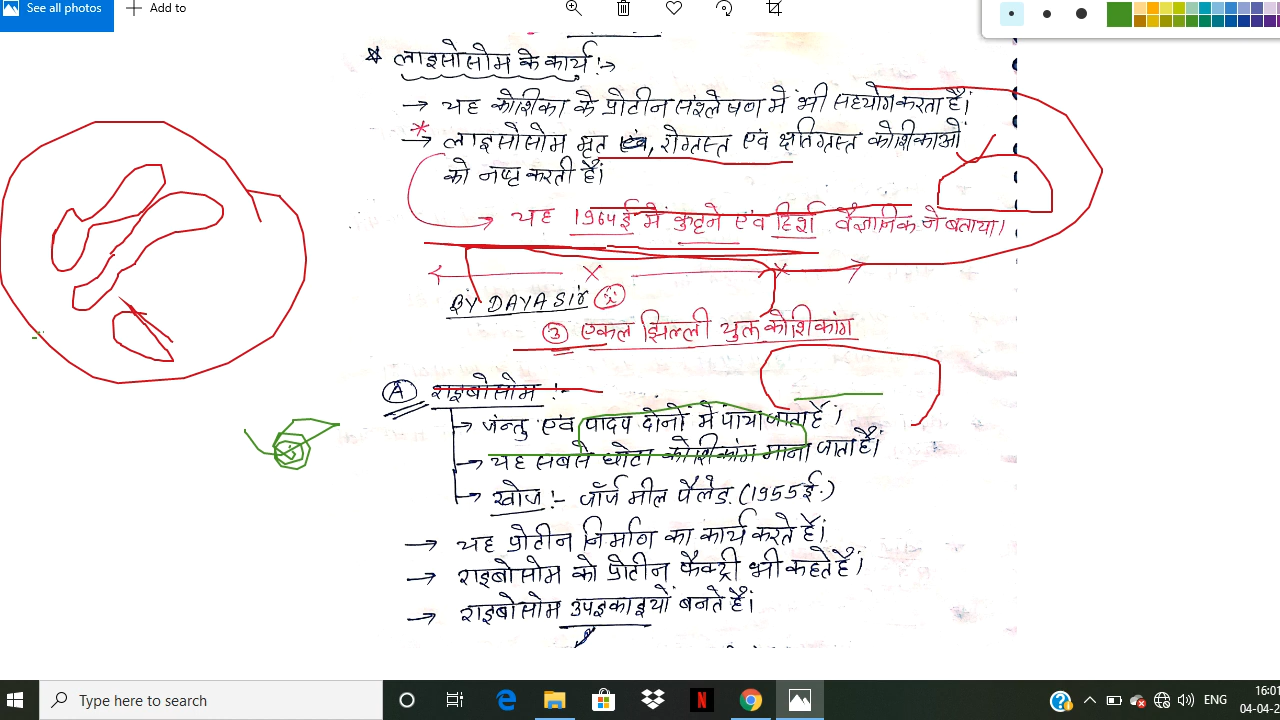 See all photos
Add to
लाइसोसोम के कार्य :→
→ यह कोशिका के प्रोटीन संश्लेषण में भी सहयोग करता है।
* → लाइसोसोम मृत एवं, रोगग्रस्त एवं क्षतिग्रस्त कोशिकाओं
को नष्ट करती है।
→ यह 1964ई में कुट्टने एवं हिर्श वैज्ञानिक ने बताया।
BY DAYA SIR
③ एकल झिल्ली युक्त कोशिकांग
Ⓐ राइबोसोम :-
→ जन्तु एवं पादप दोनों में पाया जाता है।
→ यह सबसे छोटा कोशिकांग माना जाता है।
→ खोज :- जॉर्ज मील पैलेड (1955ई.)
→ यह प्रोटीन निर्माण का कार्य करते हैं।
→ राइबोसोम को प्रोटीन फैक्ट्री भी कहते है।
→ राइबोसोम उपइकाइयों बनते है।
Type here to search
ENG
16:01
04-04-2